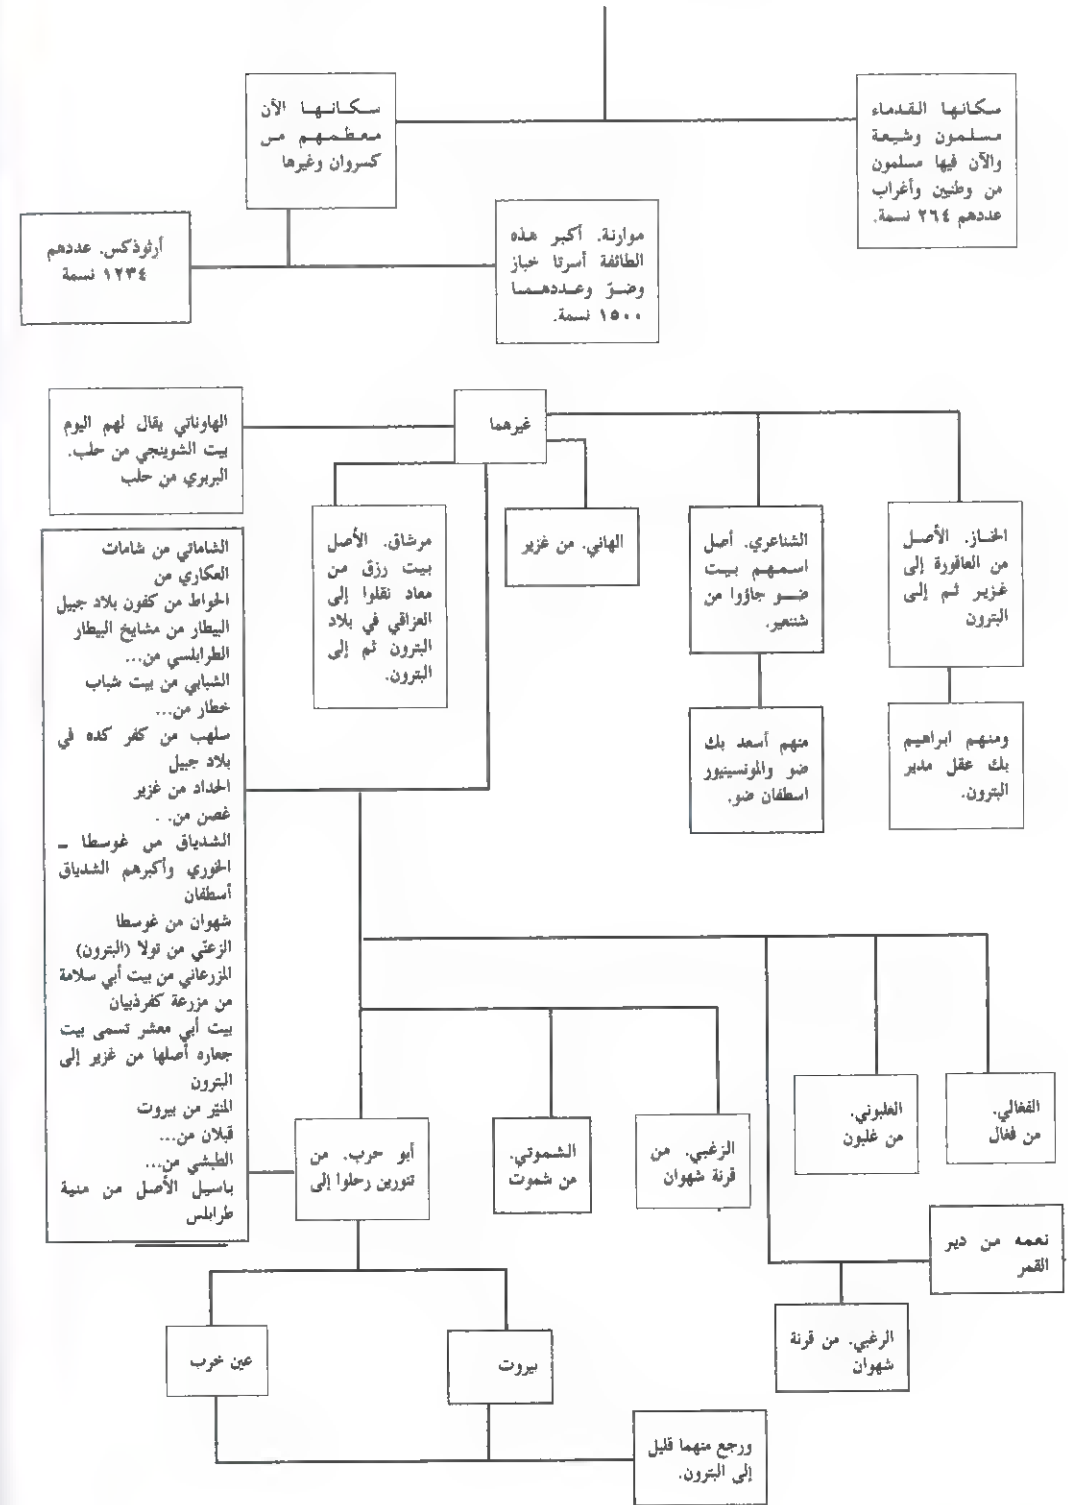 سكانها القدماء
مسلمون وشيعة
والآن فيها مسلمون
من وطنيين وأغراب
عددهم ٢٦٤ نسمة.
سكانها الآن
معظمهم من
كسروان وغيرها
موارنة. أكبر هذه
الطائفة أسرتا خباز
وضوّ وعددهما
١٥٠٠ نسمة.
أرثوذكس. عددهم
١٢٣٤ نسمة
غيرهما
الهاوناتي يقال لهم اليوم
بيت الشوينجي من حلب.
البربري من حلب
الخباز. الأصل
من العاقورة إلى
غزير ثم إلى
البترون
ومنهم ابراهيم
بك عقل مدير
البترون.
الشناعري. أصل
اسمهم بيت
ضو جاؤوا من
شننعير.
منهم أسعد بك
ضو والمونسينيور
اسطفان ضو.
الهاني. من غزير
مرشاق. الأصل
بيت رزق من
معاد نقلوا إلى
العزاقي في بلاد
البترون ثم إلى
البترون.
الشاماتي من شامات
العكاري من
الحواط من كفون بلاد جبيل
البيطار من مشايخ البيطار
الطرابلسي من...
الشبابي من بيت شباب
خطار من...
سلهب من كفر كده في
بلاد جبيل
الحداد من غزير
غصن من. .
الشدياق من غوسطا ــ
الخوري وأكبرهم الشدياق
أسطفان
شهوان من غوسطا
الزعنّي من تولا (البترون)
المزرعاني من بيت أبي سلامة
من مزرعة كفرذبيان
بيت أبي معشر تسمى بيت
جعاره أصلها من غزير إلى
البترون
المنيّر من بيروت
قبلان من...
الطبشي من...
باسيل الأصل من منية
طرابلس
الفغالي.
من فغال
الغلبوني.
من غلبون
الزغبي. من
قرنة شهوان
الشموتي.
من شموت
أبو حرب. من
تنورين رحلوا إلى
نعمه من دير
القمر
الرغبي. من قرنة
شهوان
بيروت
عين خرب
ورجع منهما قليل
إلى البترون.